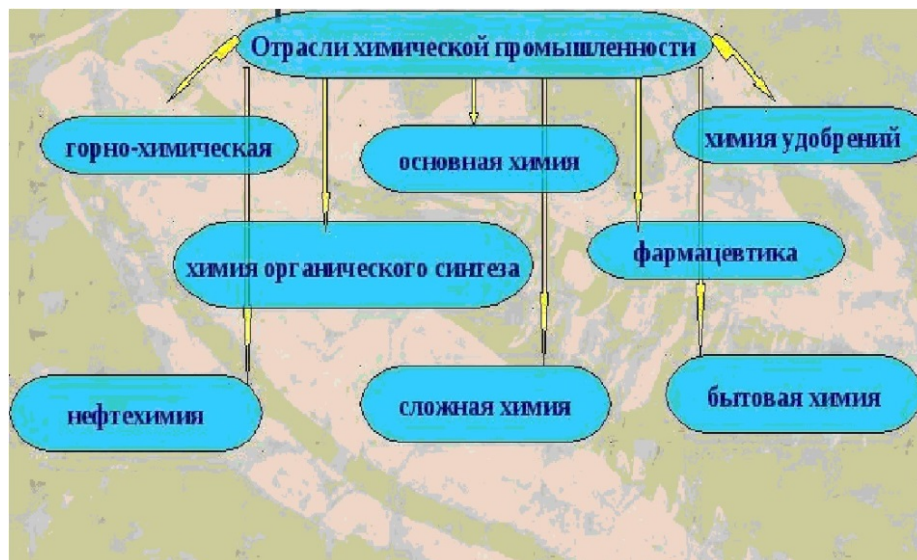 Отрасли химической промышленности
горно-химическая
основная химия
химия удобрений
химия органического синтеза
фармацевтика
нефтехимия
сложная химия
бытовая химия